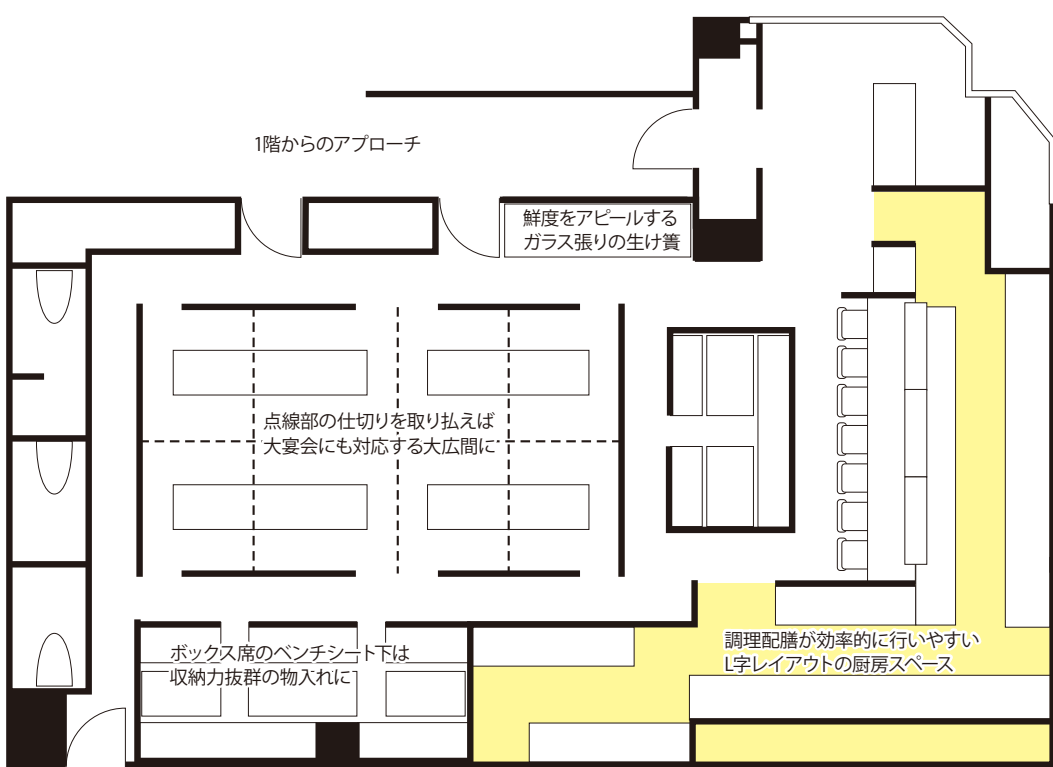 1階からのアプローチ
鮮度をアピールする
ガラス張りの生け簀
点線部の仕切りを取り払えば
大宴会にも対応する大広間に
ボックス席のベンチシート下は
収納力抜群の物入れに
調理配膳が効率的に行いやすい
L字レイアウトの厨房スペース